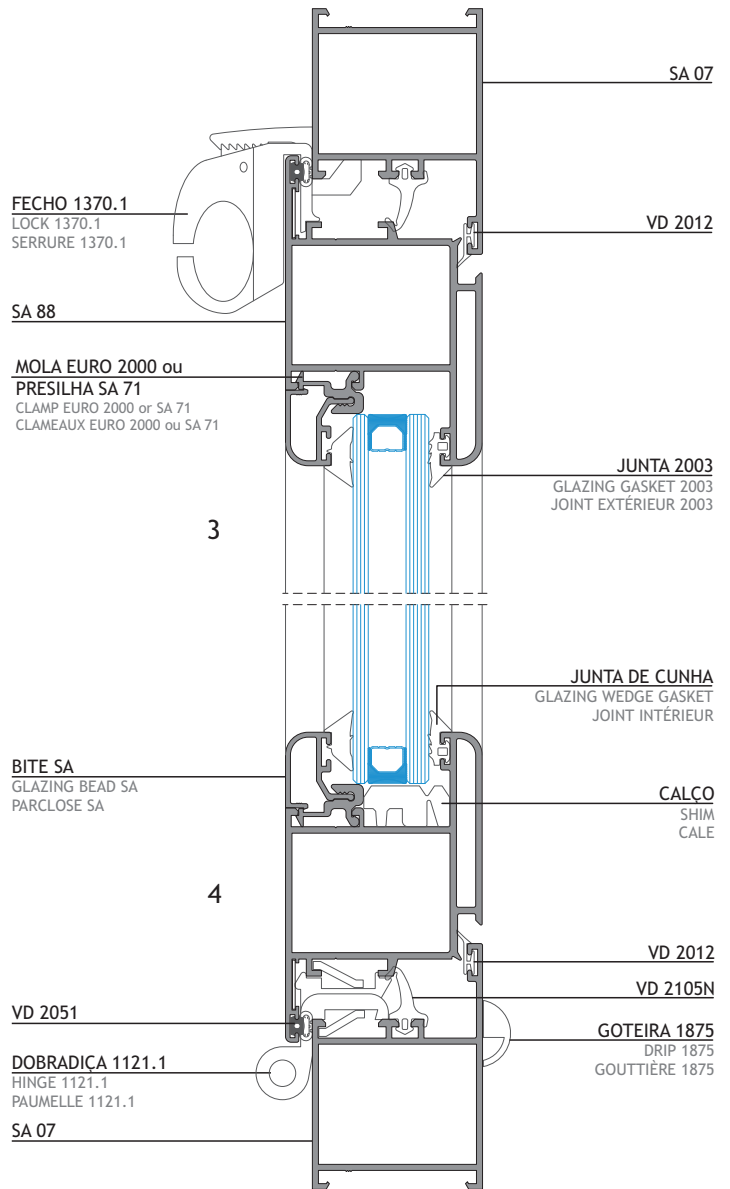 SA 07
FECHO 1370.1
LOCK 1370.1
SERRURE 1370.1
VD 2012
SA 88
MOLA EURO 2000 ou
PRESILHA SA 71
CLAMP EURO 2000 or SA 71
CLAMEAUX EURO 2000 ou SA 71
JUNTA 2003
GLAZING GASKET 2003
JOINT EXTÉRIEUR 2003
3
JUNTA DE CUNHA
GLAZING WEDGE GASKET
JOINT INTÉRIEUR
BITE SA
GLAZING BEAD SA
PARCLOSE SA
CALÇO
SHIM
CALE
4
VD 2012
VD 2105N
VD 2051
GOTEIRA 1875
DRIP 1875
GOUTTIÈRE 1875
DOBRADIÇA 1121.1
HINGE 1121.1
PAUMELLE 1121.1
SA 07